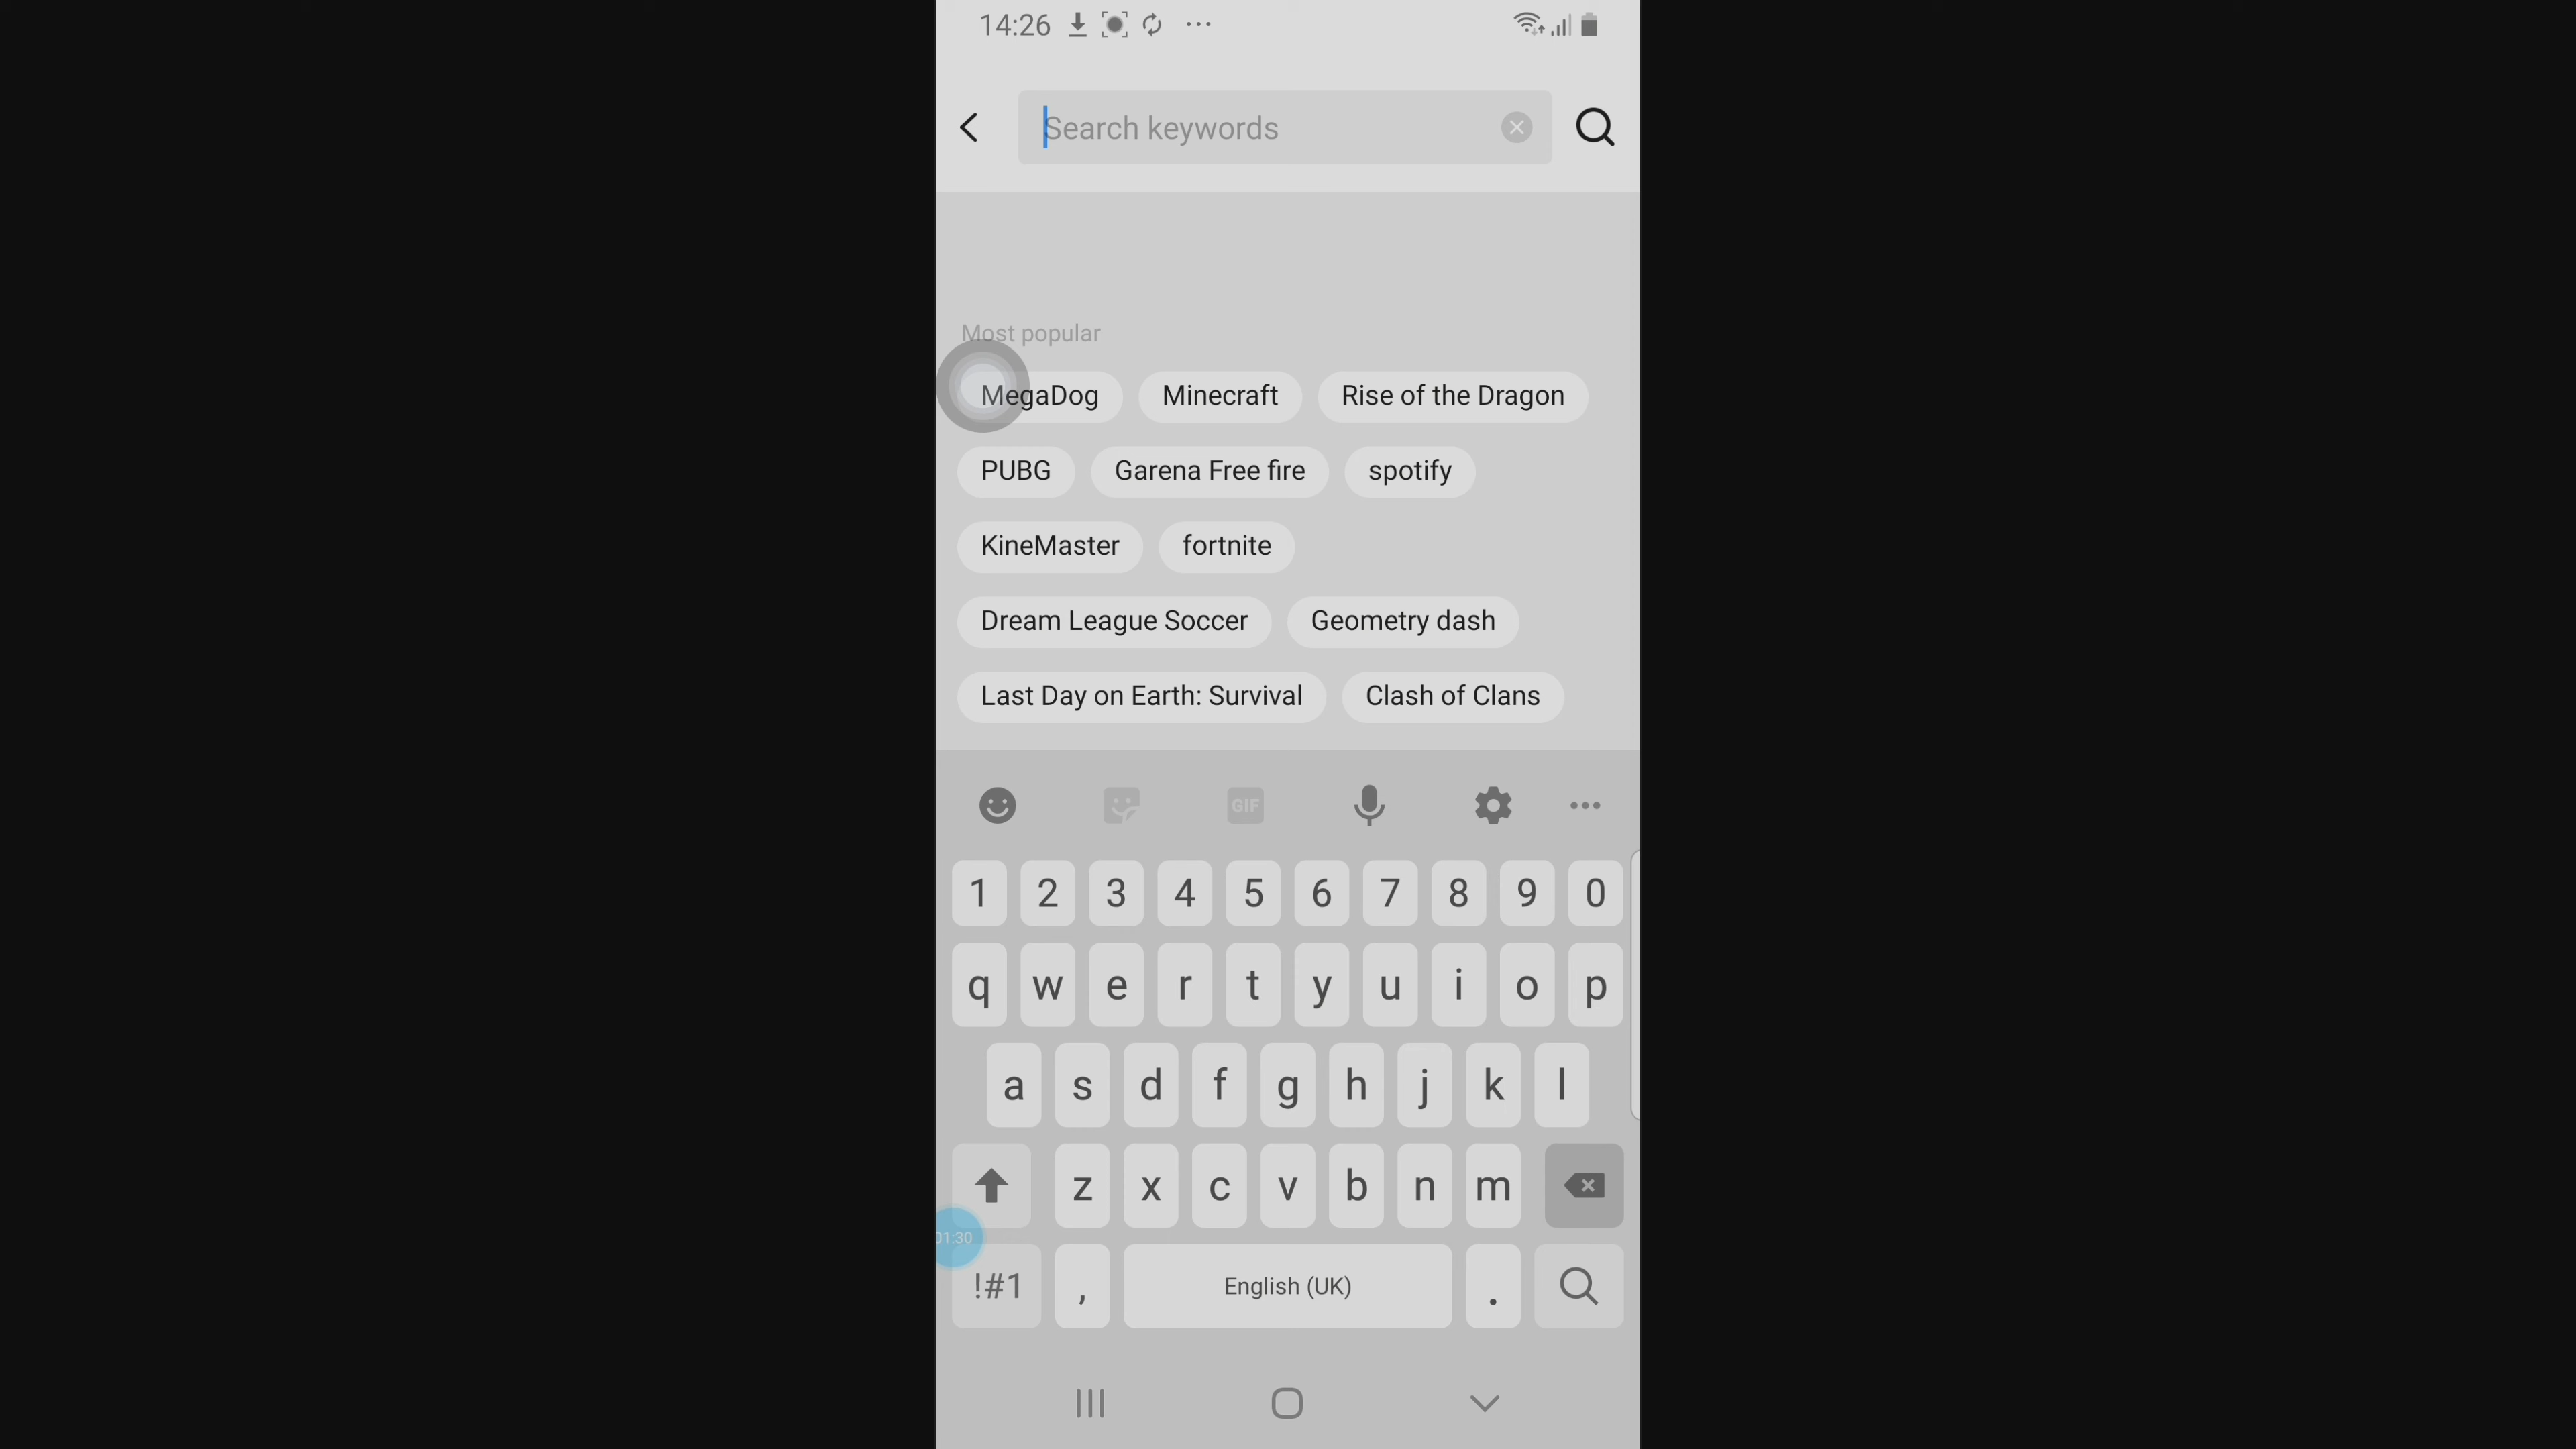 14:26
Search keywords
Most popular
MegaDog Minecraft Rise of the Dragon
PUBG Garena Free fire spotify
KineMaster fortnite
Dream League Soccer Geometry dash
Last Day on Earth: Survival Clash of Clans
GIF
1 2 3 4 5 6 7 8 9 0
q w e r t y u i o p
a s d f g h j k l
z x c v b n m
01:30
!#1 , English (UK) .